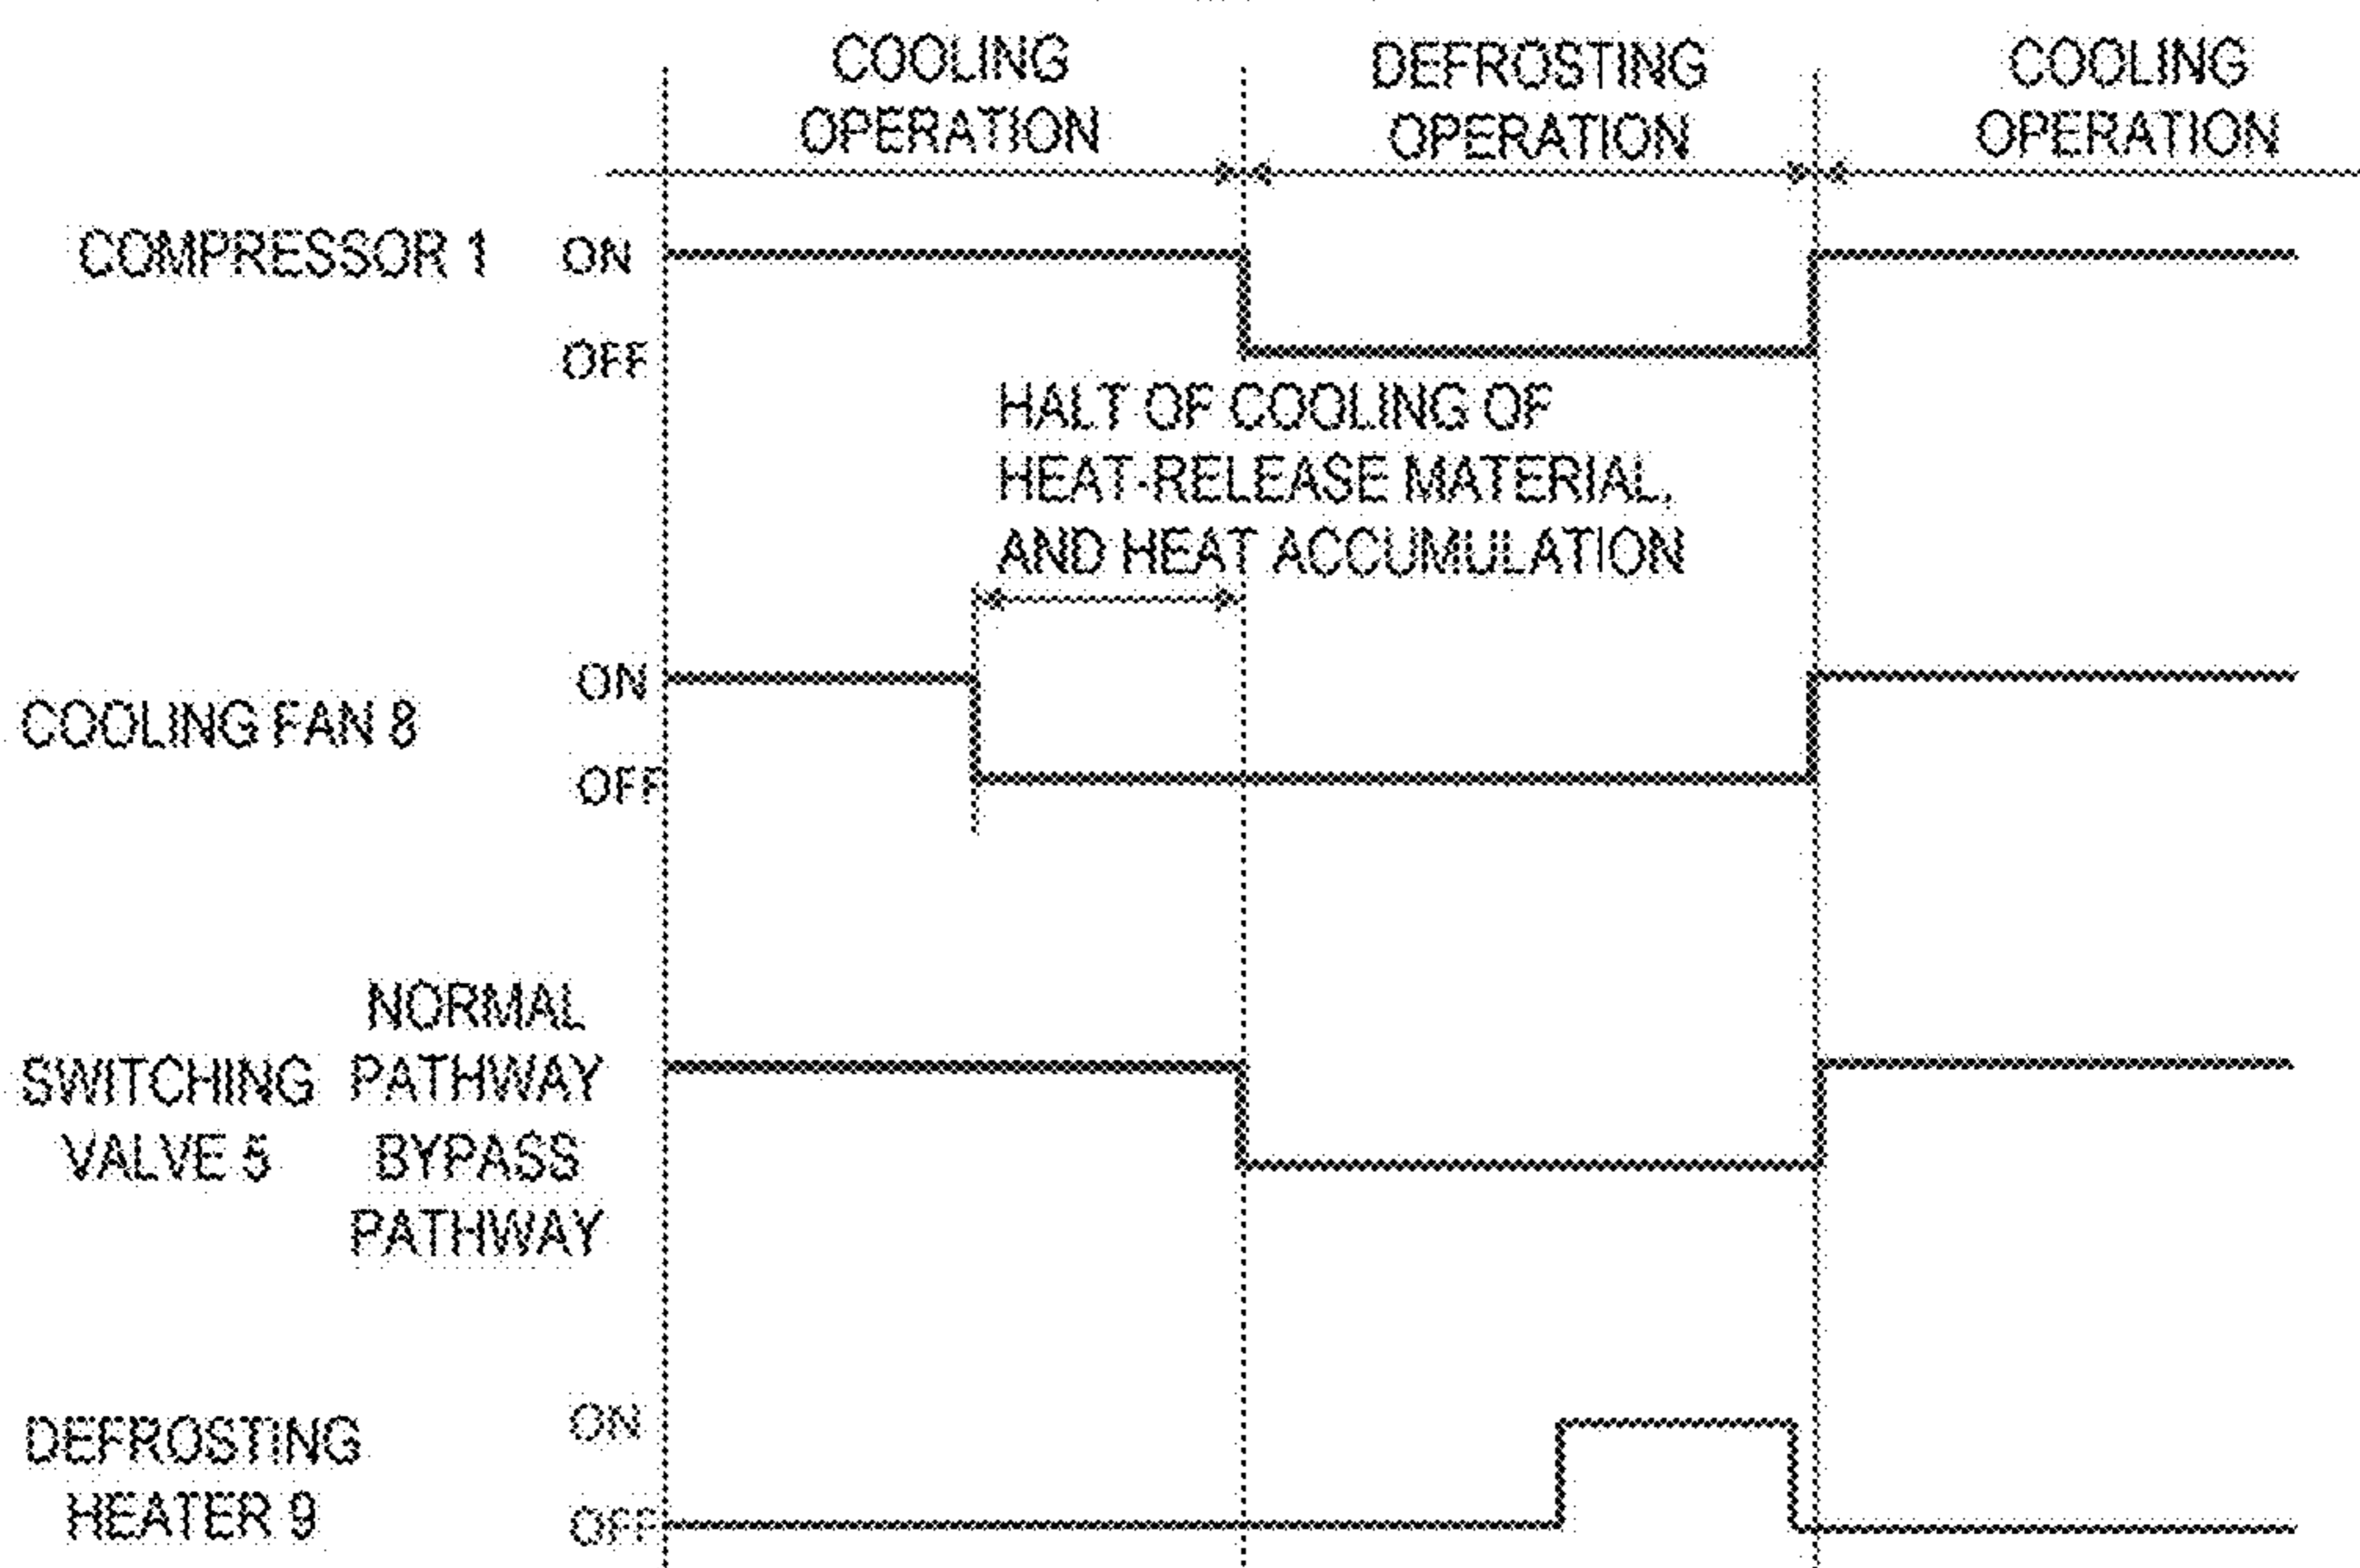 COOLING
OPERATION
DEFROSTING
OPERATION
COOLING
OPERATION
COMPRESSOR 1
ON
OFF
HALT OF COOLING OF
HEAT-RELEASE MATERIAL,
AND HEAT ACCUMULATION
COOLING FAN 8
ON
OFF
SWITCHING
VALVE 5
NORMAL
PATHWAY
BYPASS
PATHWAY
DEFROSTING
HEATER 9
ON
OFF